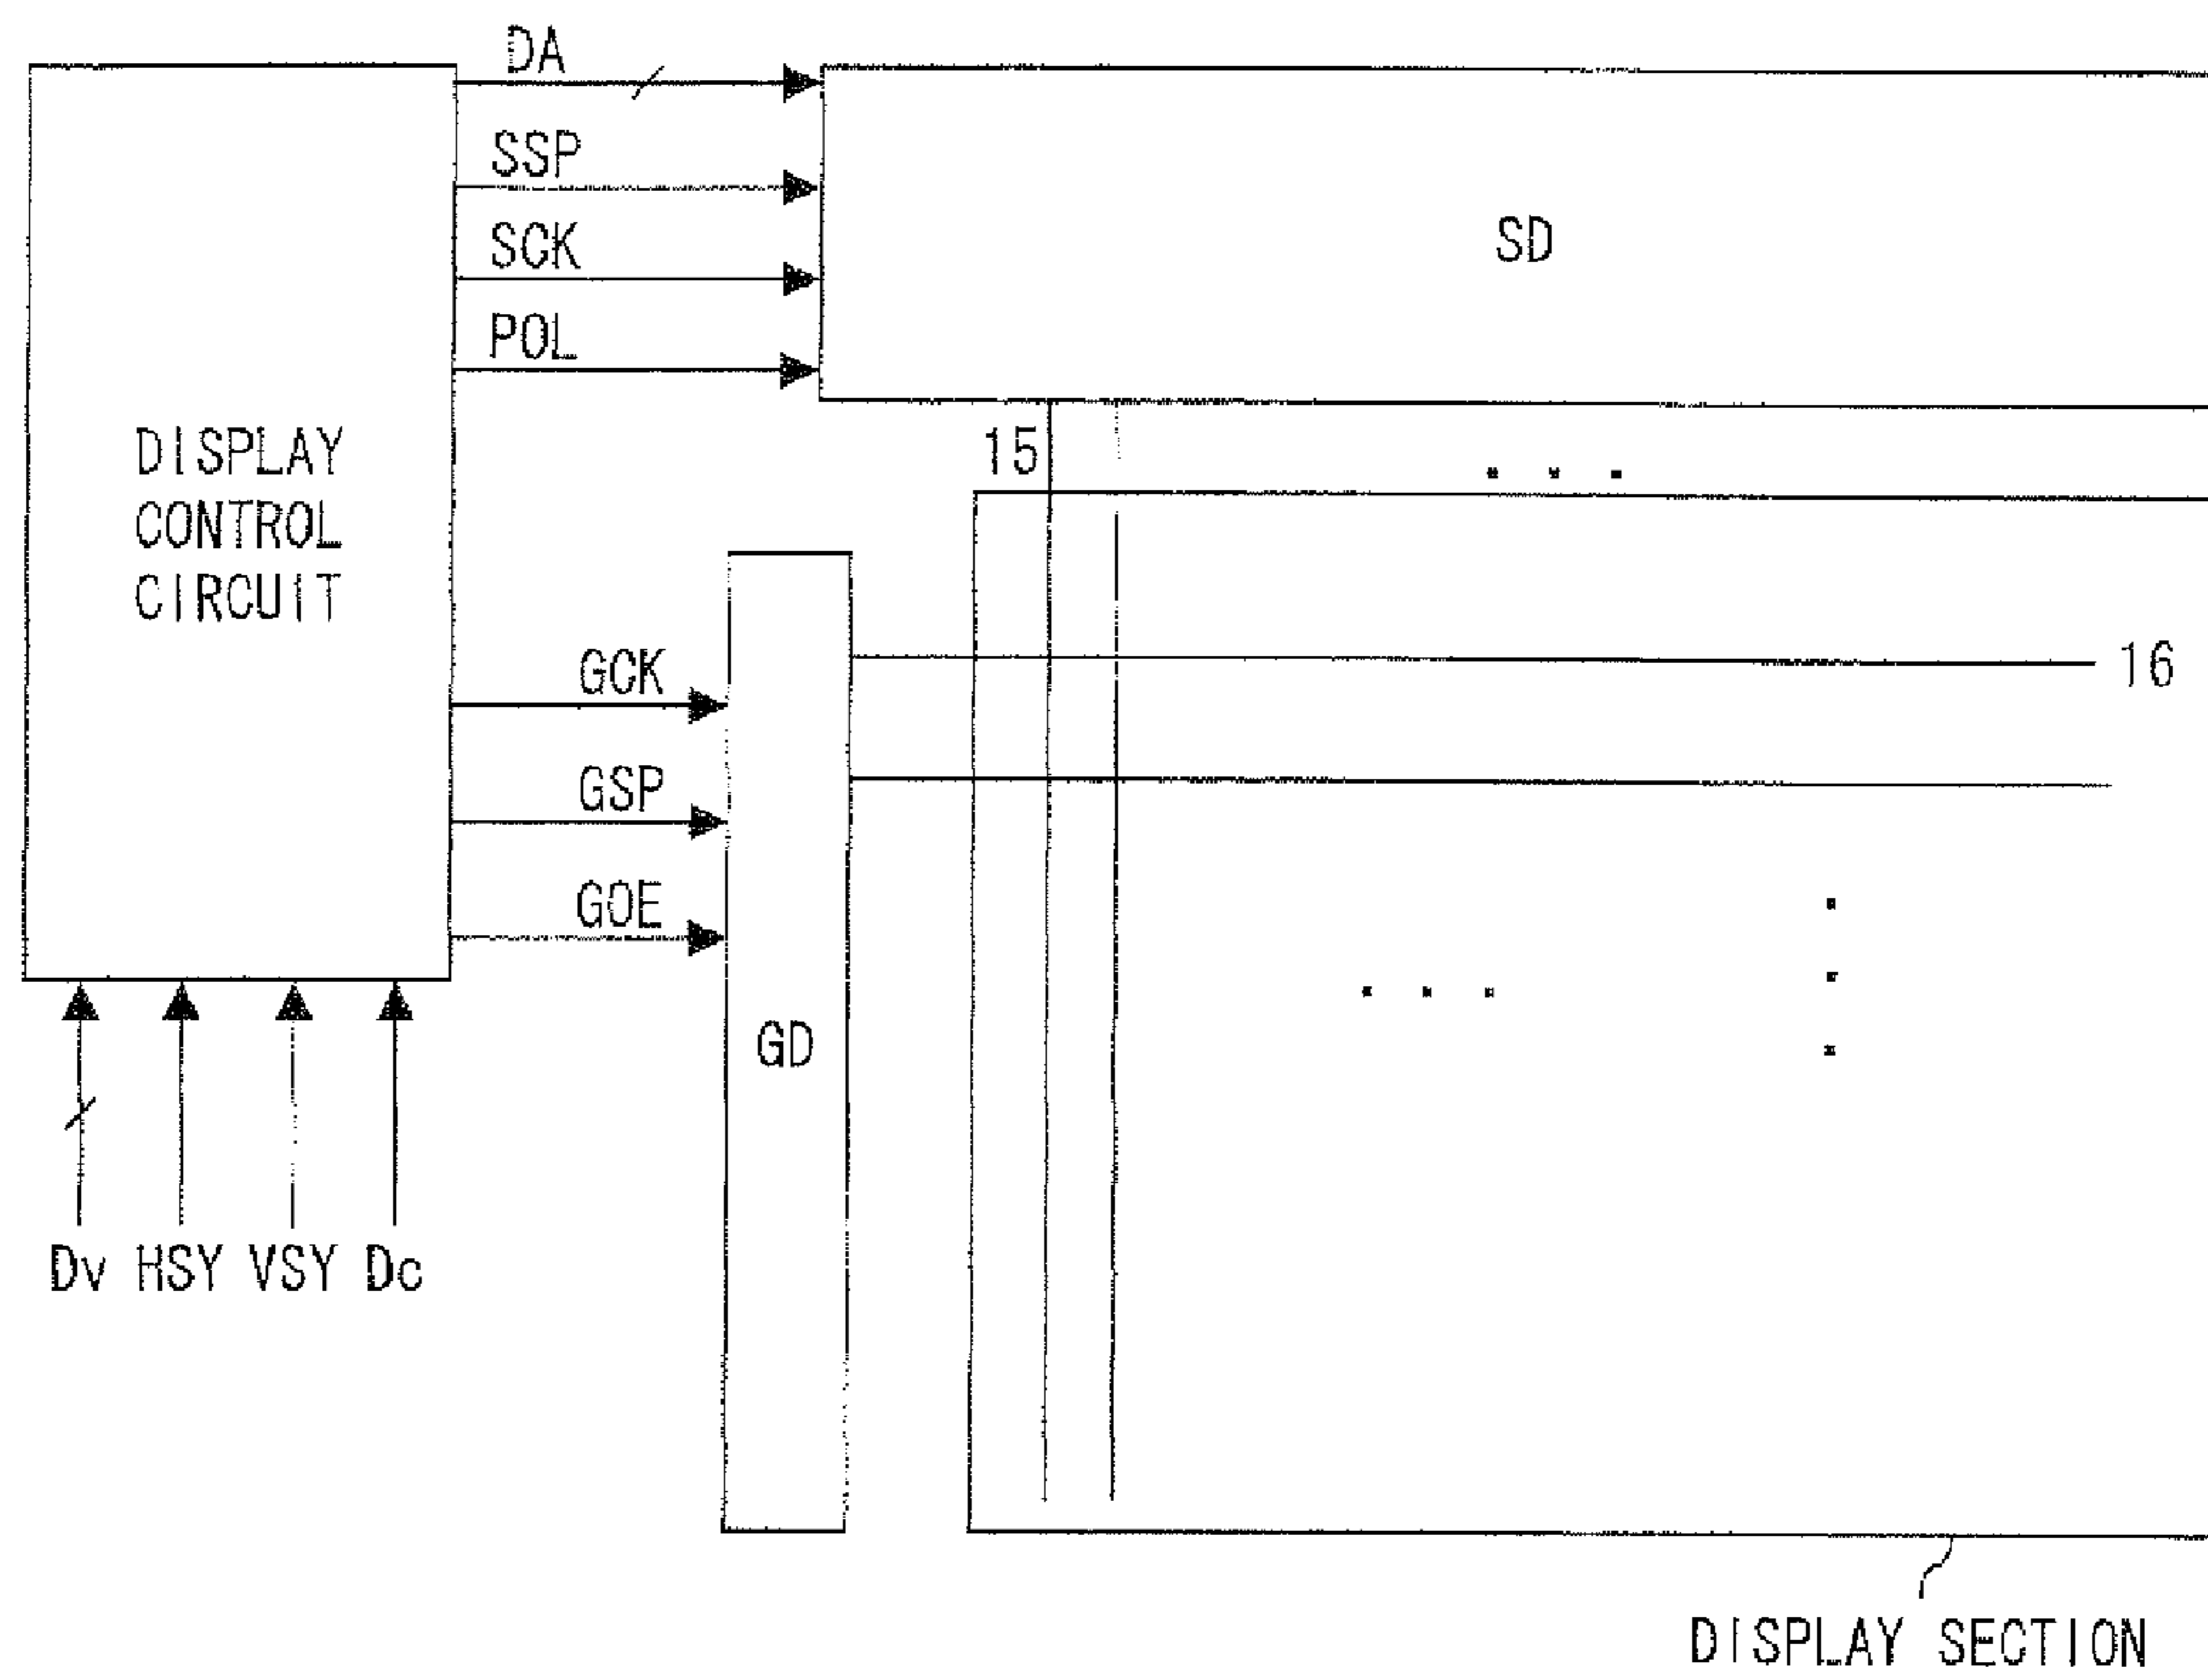 DA
SSP
SCK
POL
SD
DISPLAY
CONTROL
CIRCUIT
15
16
GCK
GSP
GOE
GD
Dv HSY VSY Dc
DISPLAY SECTION